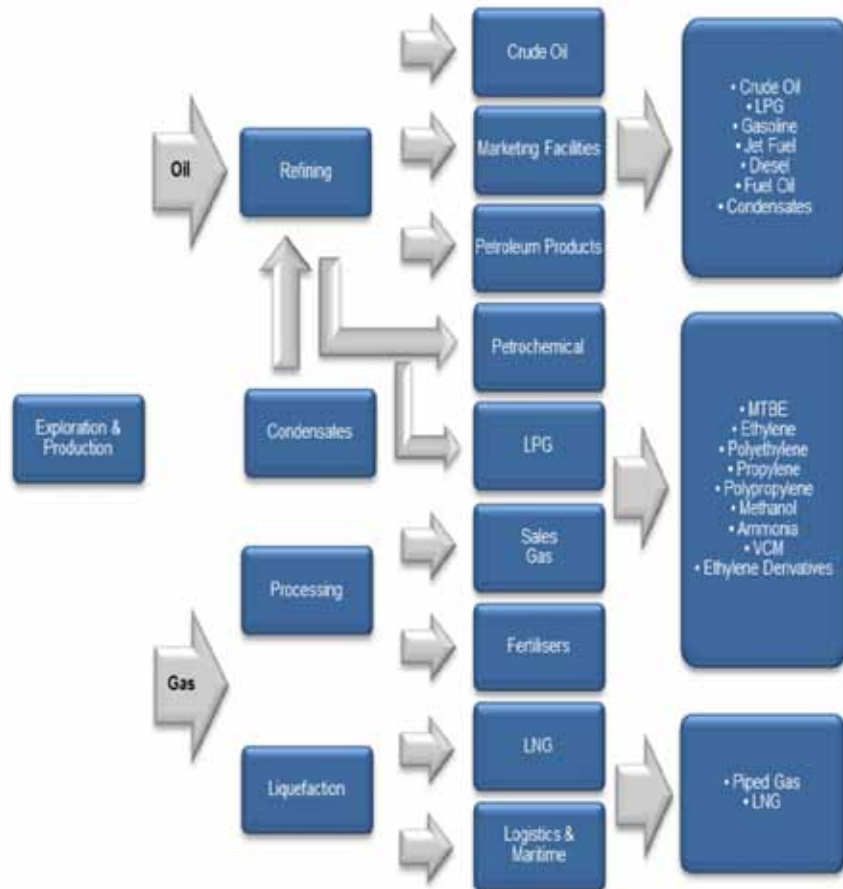 Exploration &
Production
Oil
Gas
Refining
Condensates
Processing
Liquefaction
Crude Oil
Marketing Facilities
Petroleum Products
Petrochemical
LPG
Sales
Gas
Fertilisers
LNG
Logistics &
Maritime
• Crude Oil
• LPG
• Gasoline
• Jet Fuel
• Diesel
• Fuel Oil
• Condensates
• MTBE
• Ethylene
• Polyethylene
• Propylene
• Polypropylene
• Methanol
• Ammonia
• VCM
• Ethylene Derivatives
• Piped Gas
• LNG